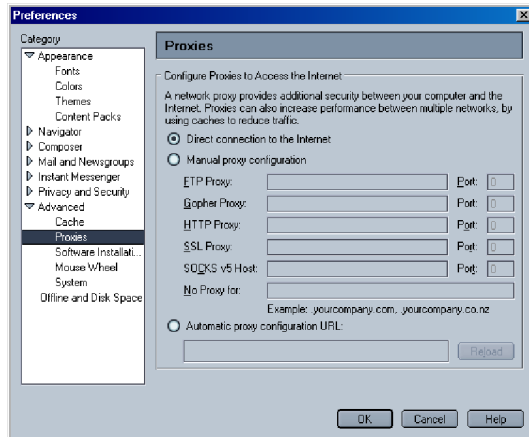 Preferences
Category
Appearance
Fonts
Colors
Themes
Content Packs
Navigator
Composer
Mail and Newsgroups
Instant Messenger
Privacy and Security
Advanced
Cache
Proxies
Software Installati...
Mouse Wheel
System
Offline and Disk Space
Proxies
Configure Proxies to Access the Internet
A network proxy provides additional security between your computer and the
Internet. Proxies can also increase performance between multiple networks, by
using caches to reduce traffic.
Direct connection to the Internet
Manual proxy configuration
FTP Proxy: Port: 0
Gopher Proxy: Port: 0
HTTP Proxy: Port: 0
SSL Proxy: Port: 0
SOCKS v5 Host: Port: 0
No Proxy for:
Example: .yourcompany.com, .yourcompany.co.nz
Automatic proxy configuration URL:
Reload
OK Cancel Help